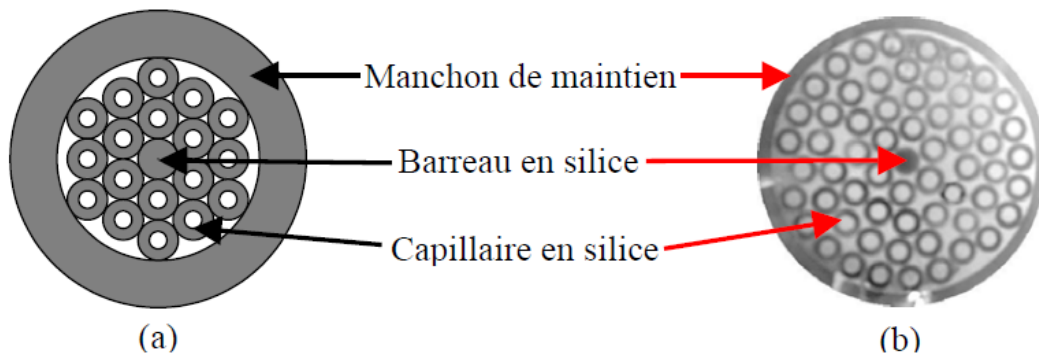 Manchon de maintien
Barreau en silice
Capillaire en silice
(a)
(b)